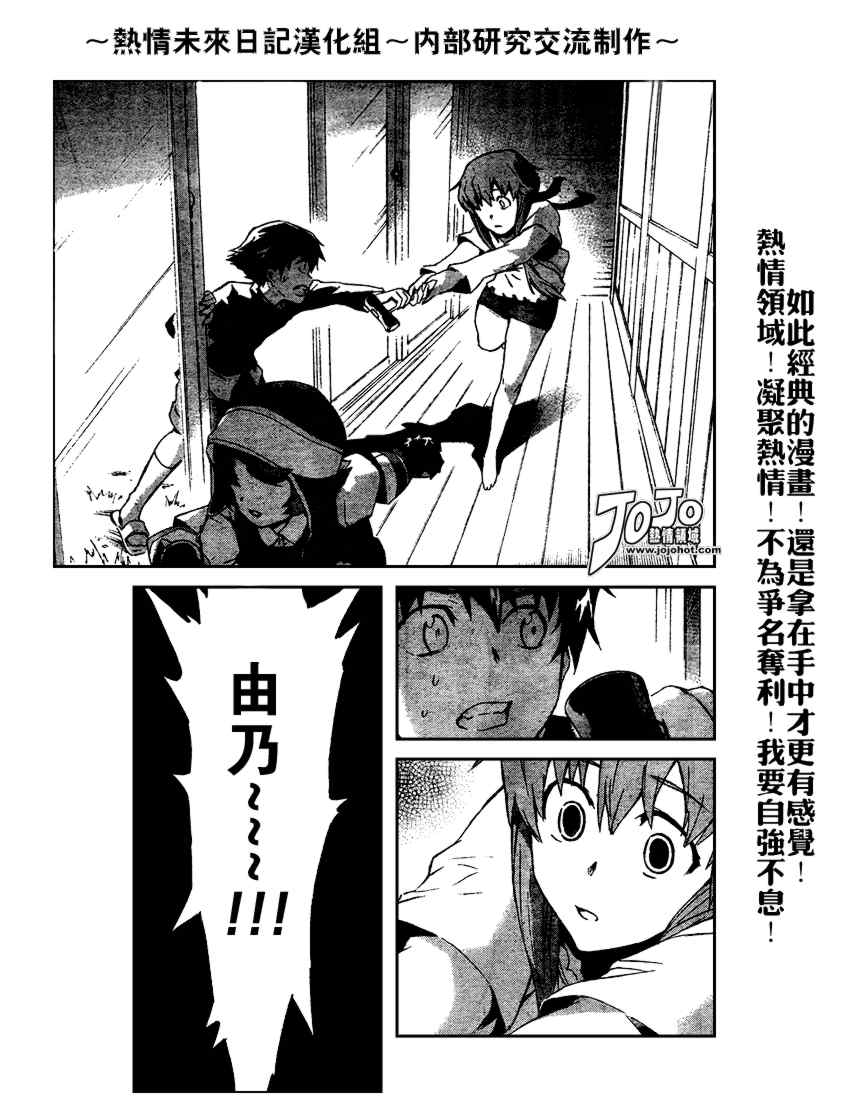 ~熱情未來日記漢化組~内部研究交流制作~
如此經典的漫畫！還是拿在手中才更有感覺！
熱情領域！凝聚熱情！不為爭名奪利！我要自強不息！
JOJO
熱情領域
www.jojohot.com
由乃~~~!!!